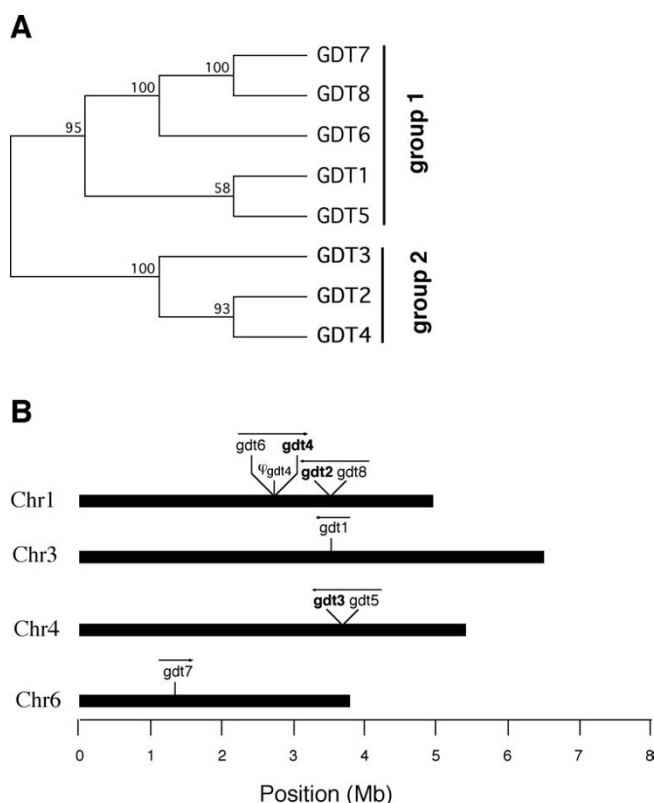 A
GDT7
100
GDT8
100
GDT6
95
GDT1
58
GDT5
group 1
GDT3
100
GDT2
93
GDT4
group 2
B
gdt6 gdt4
φgdt4 gdt2 gdt8
Chr1
gdt1
Chr3
gdt3 gdt5
Chr4
gdt7
Chr6
0 1 2 3 4 5 6 7 8
Position (Mb)